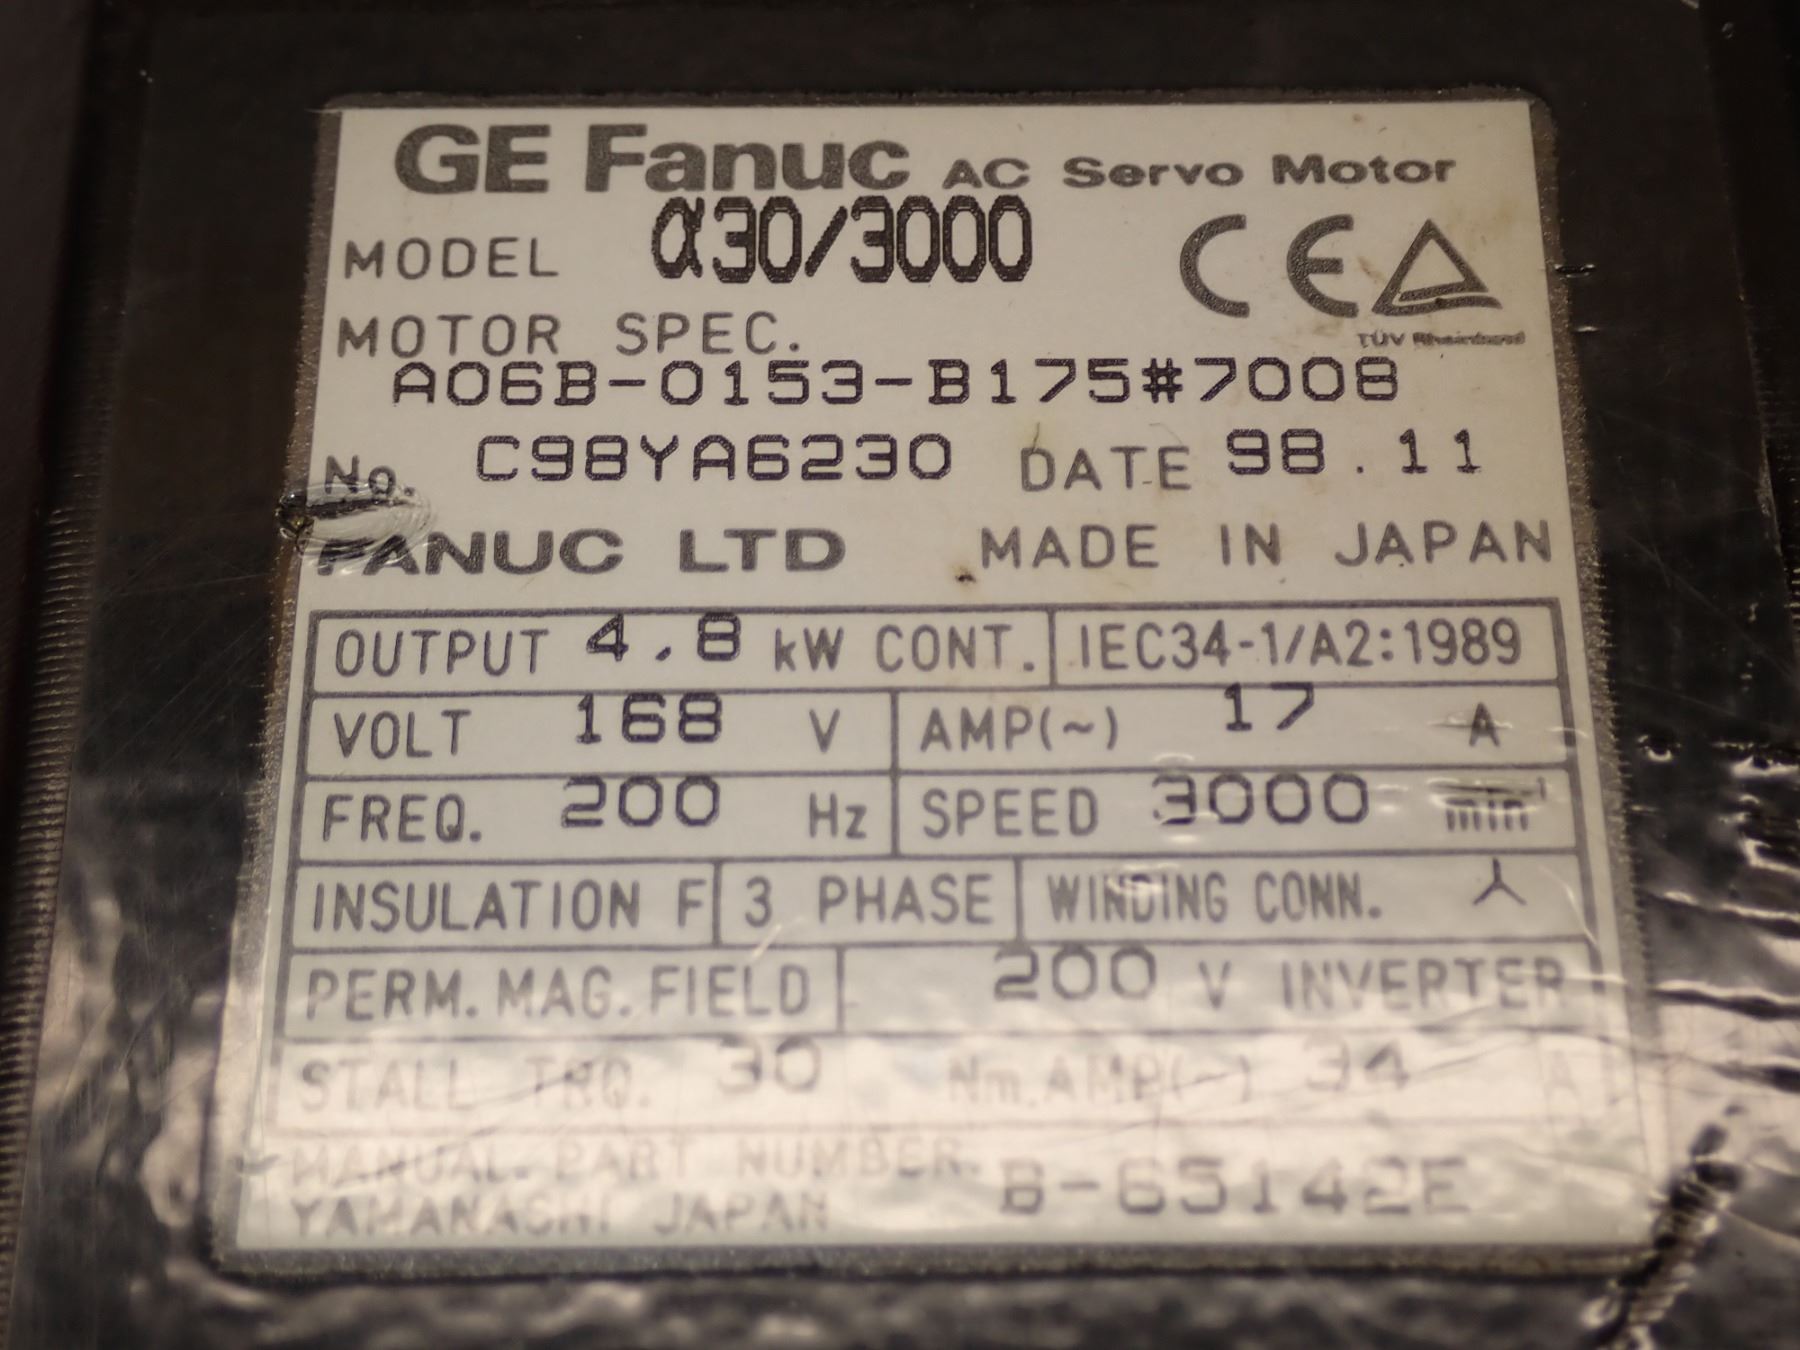 GE Fanuc AC Servo Motor
MODEL α30/3000
CE
TÜV Rheinland
MOTOR SPEC.
A06B-0153-B175#7008
No. C98YA6230 DATE 98.11
FANUC LTD MADE IN JAPAN
OUTPUT 4.8 kW CONT. IEC34-1/A2:1989
VOLT 168 V AMP(~) 17 A
FREQ. 200 Hz SPEED 3000 min⁻¹
INSULATION F 3 PHASE WINDING CONN.
PERM. MAG. FIELD 200 V INVERTER
STALL TRQ. 30 Nm. AMP(~) 34 A
MANUAL. PART NUMBER. B-65142E
YAMANASHI JAPAN